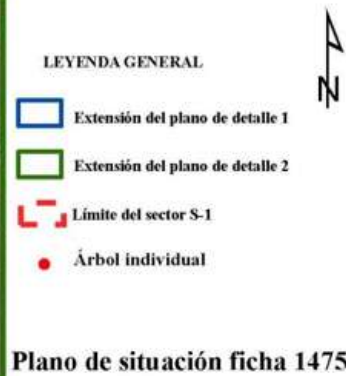 LEYENDA GENERAL
N
Extensión del plano de detalle 1
Extensión del plano de detalle 2
Límite del sector S-1
Árbol individual
Plano de situación ficha 1475